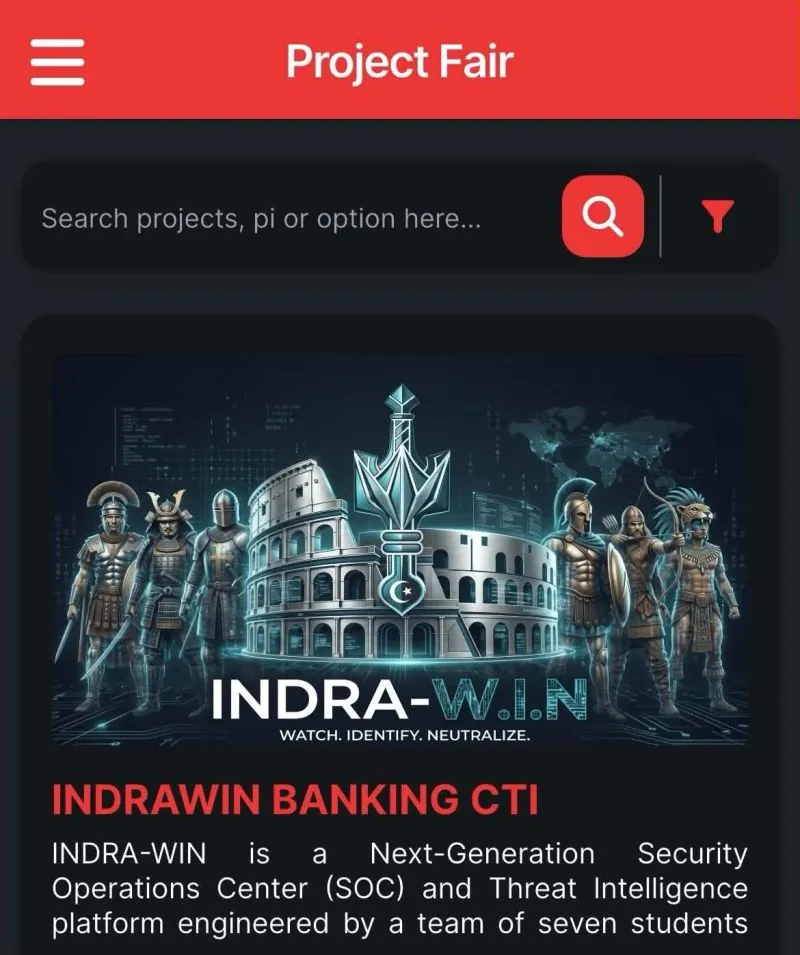 Project Fair
Search projects, pi or option here...
INDRA-W.I.N
WATCH. IDENTIFY. NEUTRALIZE.
INDRAWIN BANKING CTI
INDRA-WIN is a Next-Generation Security
Operations Center (SOC) and Threat Intelligence
platform engineered by a team of seven students